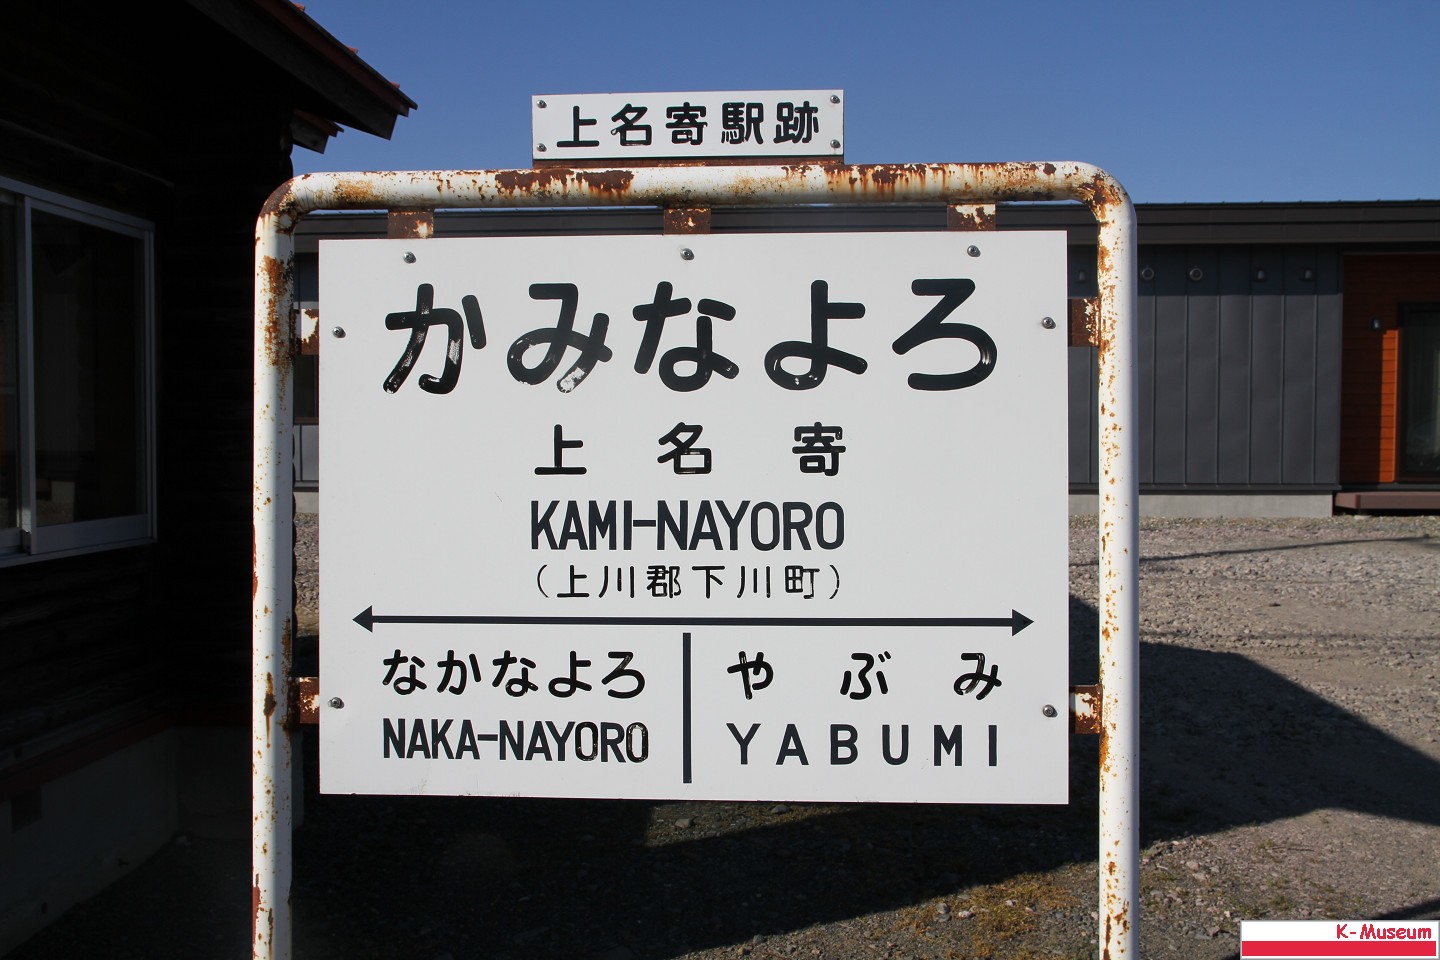 上名寄駅跡
かみなよろ
上名寄
KAMI-NAYORO
(上川郡下川町)
なかなよろ
NAKA-NAYORO
やぶみ
YABUMI
K-Museum